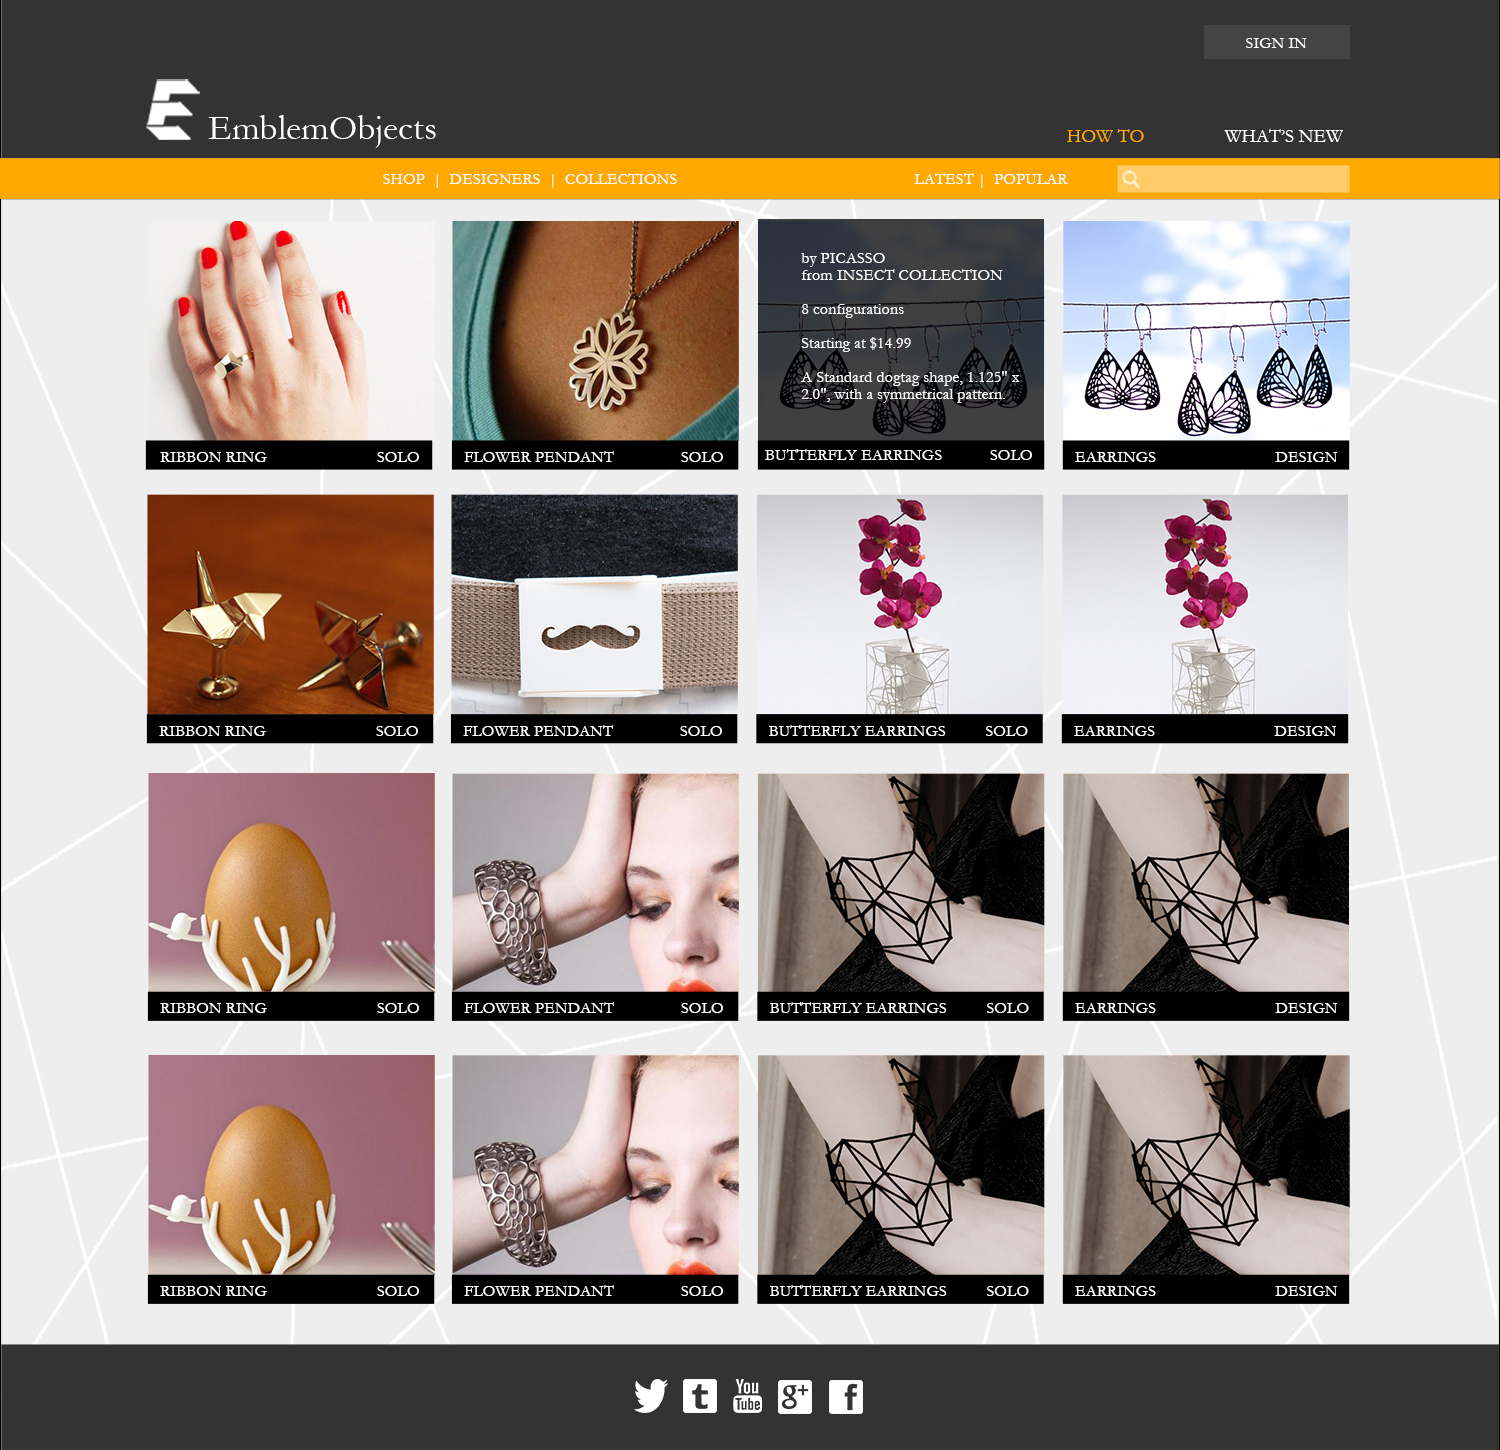 SIGN IN
EmblemObjects
HOW TO
WHAT'S NEW
SHOP | DESIGNERS | COLLECTIONS
LATEST | POPULAR
by PICASSO
from INSECT COLLECTION
8 configurations
Starting at $14.99
A Standard dogtag shape, 1.125" x
2.0", with a symmetrical pattern.
RIBBON RING SOLO
FLOWER PENDANT SOLO
BUTTERFLY EARRINGS SOLO
EARRINGS DESIGN
RIBBON RING SOLO
FLOWER PENDANT SOLO
BUTTERFLY EARRINGS SOLO
EARRINGS DESIGN
RIBBON RING SOLO
FLOWER PENDANT SOLO
BUTTERFLY EARRINGS SOLO
EARRINGS DESIGN
RIBBON RING SOLO
FLOWER PENDANT SOLO
BUTTERFLY EARRINGS SOLO
EARRINGS DESIGN
t
You
Tube
g+
f